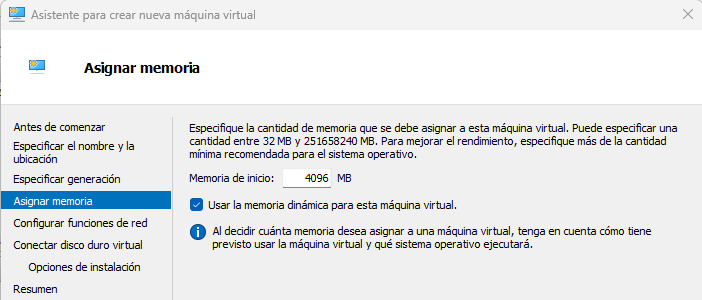 Asistente para crear nueva máquina virtual
Asignar memoria
Antes de comenzar
Especificar el nombre y la
ubicación
Especificar generación
Asignar memoria
Configurar funciones de red
Conectar disco duro virtual
Opciones de instalación
Resumen
Especifique la cantidad de memoria que se debe asignar a esta máquina virtual. Puede especificar una
cantidad entre 32 MB y 251658240 MB. Para mejorar el rendimiento, especifique más de la cantidad
mínima recomendada para el sistema operativo.
Memoria de inicio: 4096 MB
Usar la memoria dinámica para esta máquina virtual.
Al decidir cuánta memoria desea asignar a una máquina virtual, tenga en cuenta cómo tiene
previsto usar la máquina virtual y qué sistema operativo ejecutará.